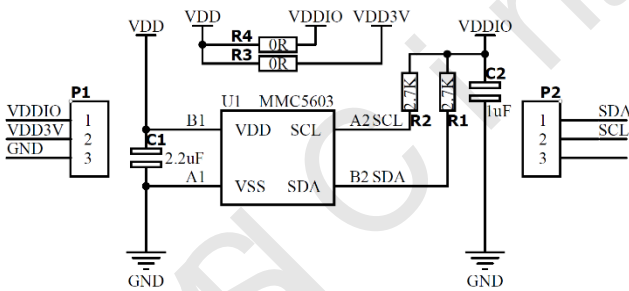 VDD VDD VDDIO VDD3V VDDIO
R4 0R
R3 0R
C2
1uF
P1
VDDIO 1
VDD3V 2
GND 3
U1 MMC5603
B1 VDD SCL A2 SCL
2.7K 2.7K
R2 R1
C1
2.2uF
A1 VSS SDA B2 SDA
P2
1 SDA
2 SCL
3
GND GND